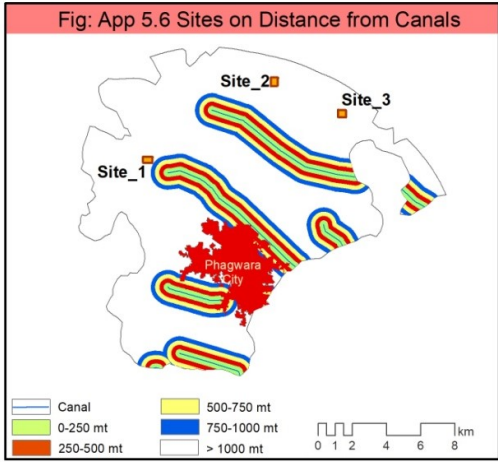 Fig: App 5.6 Sites on Distance from Canals
Site_2
Site_3
Site_1
Phagwara
City
Canal
0-250 mt
250-500 mt
500-750 mt
750-1000 mt
> 1000 mt
km
0 1 2 4 6 8